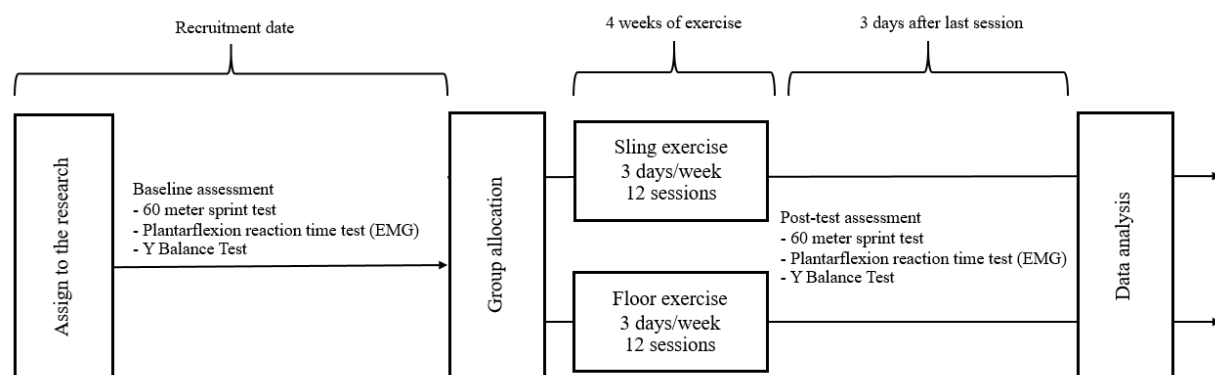 Recruitment date
4 weeks of exercise
3 days after last session
Assign to the research
Baseline assessment
- 60 meter sprint test
- Plantarflexion reaction time test (EMG)
- Y Balance Test
Group allocation
Sling exercise
3 days/week
12 sessions
Floor exercise
3 days/week
12 sessions
Post-test assessment
- 60 meter sprint test
- Plantarflexion reaction time test (EMG)
- Y Balance Test
Data analysis